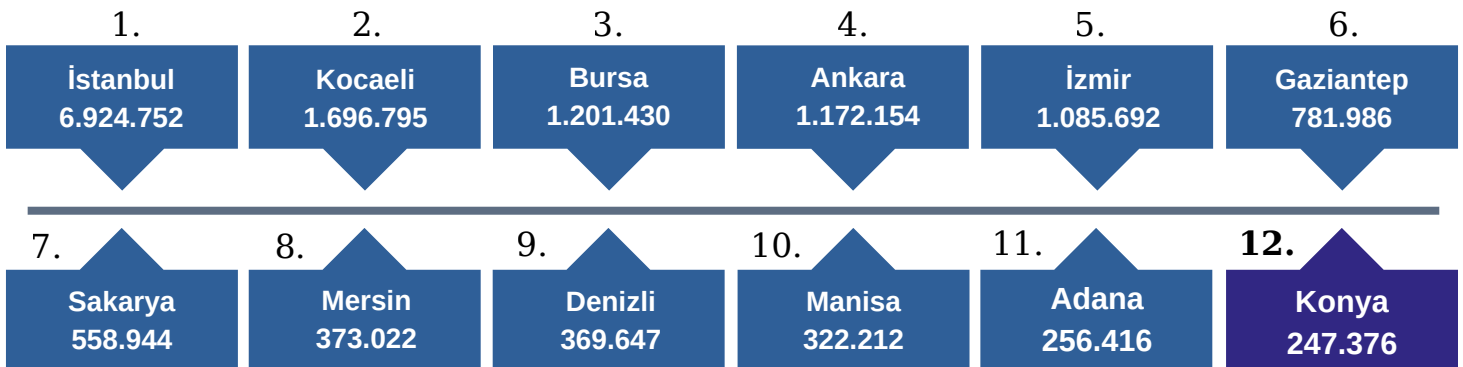 1.
İstanbul
6.924.752
2.
Kocaeli
1.696.795
3.
Bursa
1.201.430
4.
Ankara
1.172.154
5.
İzmir
1.085.692
6.
Gaziantep
781.986
7.
Sakarya
558.944
8.
Mersin
373.022
9.
Denizli
369.647
10.
Manisa
322.212
11.
Adana
256.416
12.
Konya
247.376